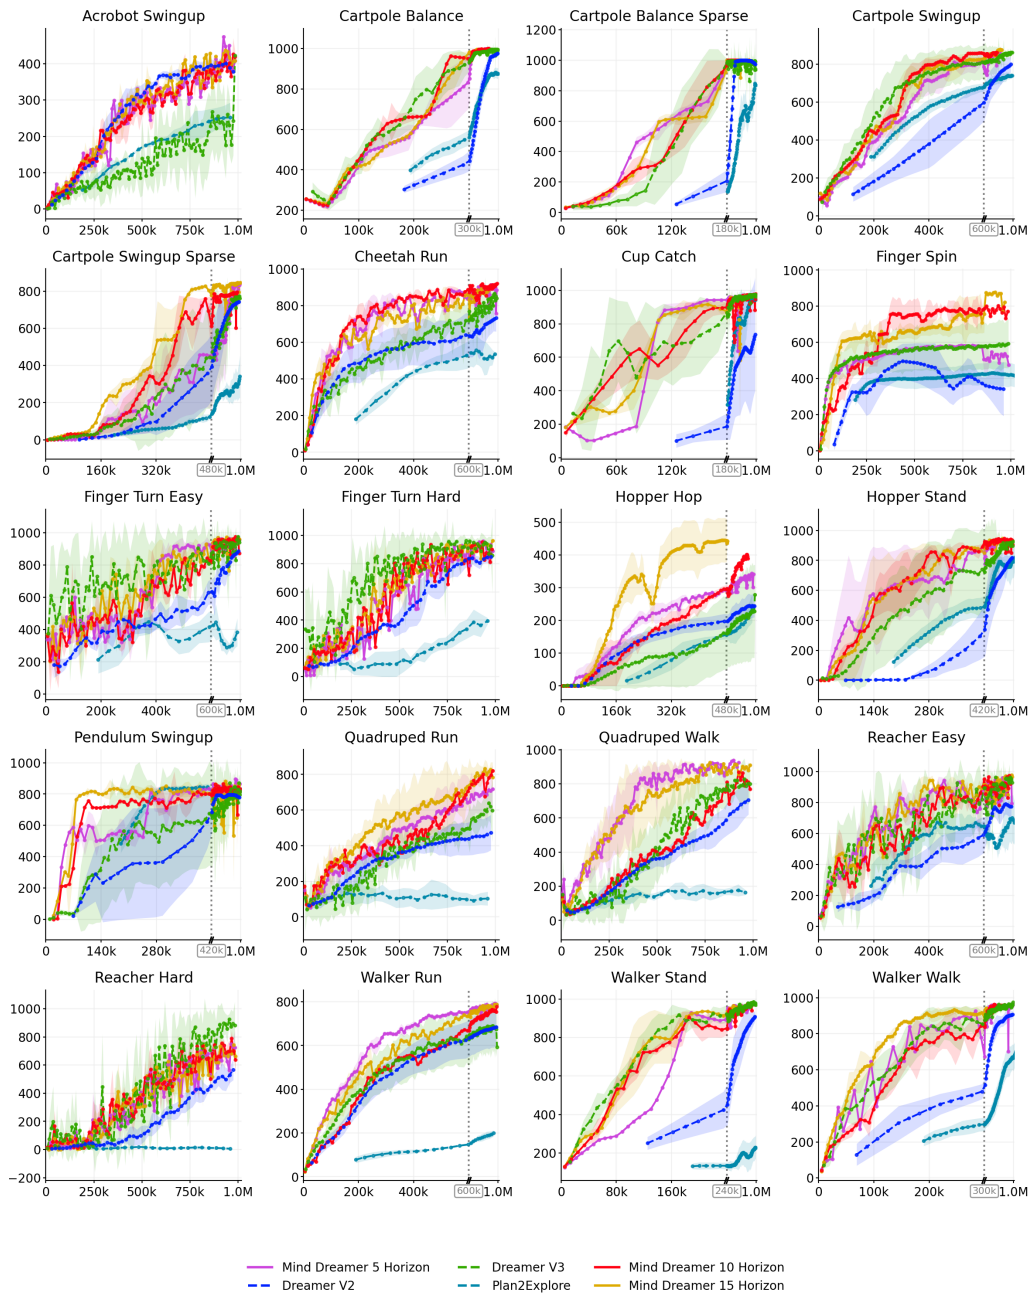 Acrobot Swingup
Cartpole Balance
Cartpole Balance Sparse
Cartpole Swingup
400
300
200
100
0
0 250k 500k 750k 1.0M
1000
800
600
400
200
0 100k 200k 300k 1.0M
1200
1000
800
600
400
200
0
0 60k 120k 180k 1.0M
800
600
400
200
0
0 200k 400k 600k 1.0M
Cartpole Swingup Sparse
Cheetah Run
Cup Catch
Finger Spin
800
600
400
200
0
0 160k 320k 480k 1.0M
1000
800
600
400
200
0
0 200k 400k 600k 1.0M
1000
800
600
400
200
0
0 60k 120k 180k 1.0M
1000
800
600
400
200
0
0 250k 500k 750k 1.0M
Finger Turn Easy
Finger Turn Hard
Hopper Hop
Hopper Stand
1000
800
600
400
200
0
0 200k 400k 600k 1.0M
1000
800
600
400
200
0
0 250k 500k 750k 1.0M
500
400
300
200
100
0
0 160k 320k 480k 1.0M
1000
800
600
400
200
0
0 140k 280k 420k 1.0M
Pendulum Swingup
Quadruped Run
Quadruped Walk
Reacher Easy
1000
800
600
400
200
0
0 140k 280k 420k 1.0M
800
600
400
200
0
0 250k 500k 750k 1.0M
1000
800
600
400
200
0
0 250k 500k 750k 1.0M
1000
800
600
400
200
0
0 200k 400k 600k 1.0M
Reacher Hard
Walker Run
Walker Stand
Walker Walk
1000
800
600
400
200
0
−200
0 250k 500k 750k 1.0M
800
600
400
200
0
0 200k 400k 600k 1.0M
1000
800
600
400
200
0 80k 160k 240k 1.0M
1000
800
600
400
200
0
0 100k 200k 300k 1.0M
Mind Dreamer 5 Horizon
Dreamer V3
Mind Dreamer 10 Horizon
Dreamer V2
Plan2Explore
Mind Dreamer 15 Horizon